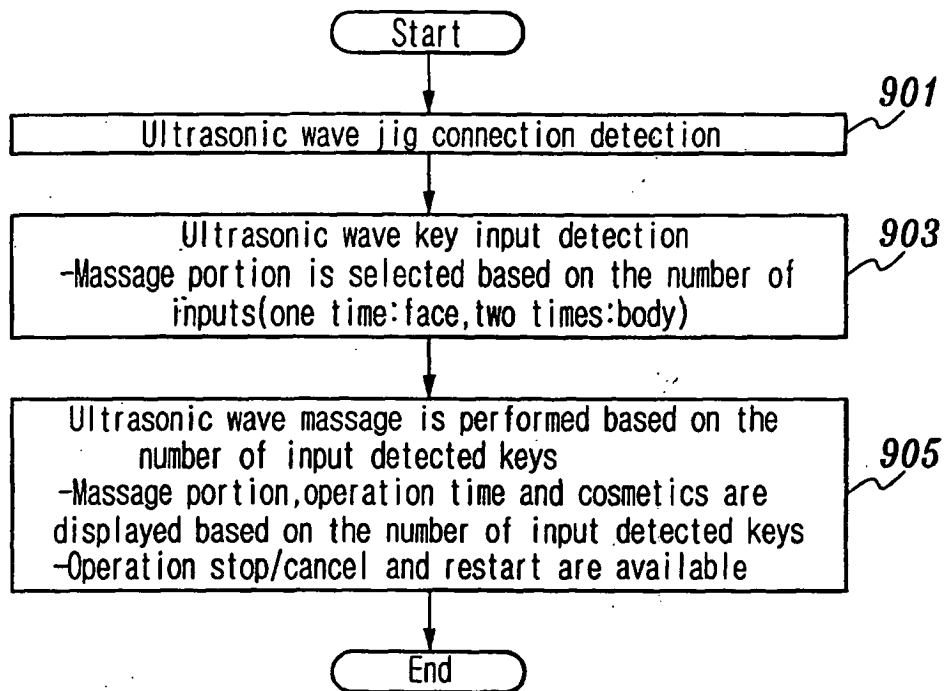 Start
901
Ultrasonic wave jig connection detection
903
Ultrasonic wave key input detection
-Massage portion is selected based on the number of
inputs(one time:face,two times:body)
905
Ultrasonic wave massage is performed based on the
number of input detected keys
-Massage portion,operation time and cosmetics are
displayed based on the number of input detected keys
-Operation stop/cancel and restart are available
End